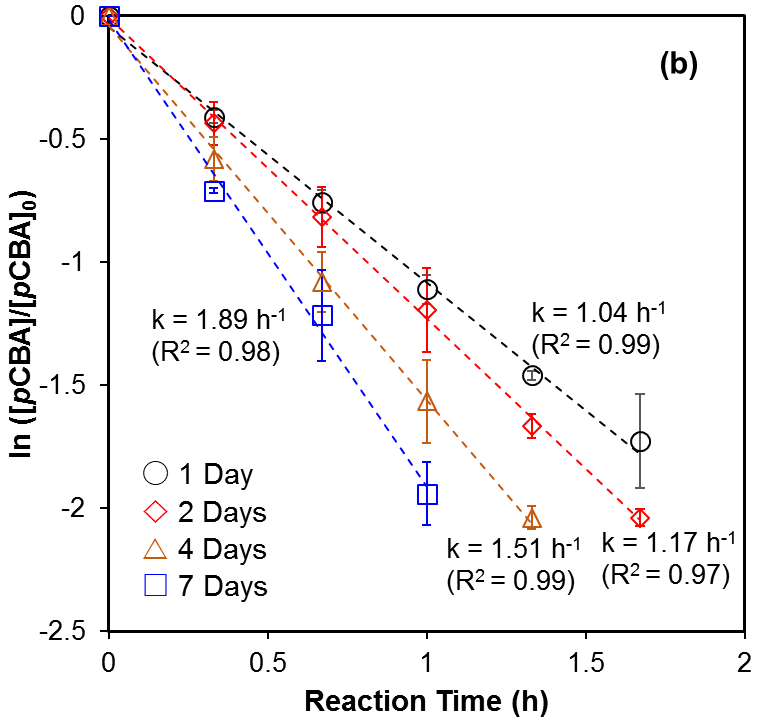 0
(b)
-0.5
-1
-1.5
-2
-2.5
ln ([pCBA]/[pCBA]₀)
k = 1.89 h⁻¹
(R² = 0.98)
k = 1.04 h⁻¹
(R² = 0.99)
1 Day
2 Days
4 Days
7 Days
k = 1.51 h⁻¹
(R² = 0.99)
k = 1.17 h⁻¹
(R² = 0.97)
0 0.5 1 1.5 2
Reaction Time (h)